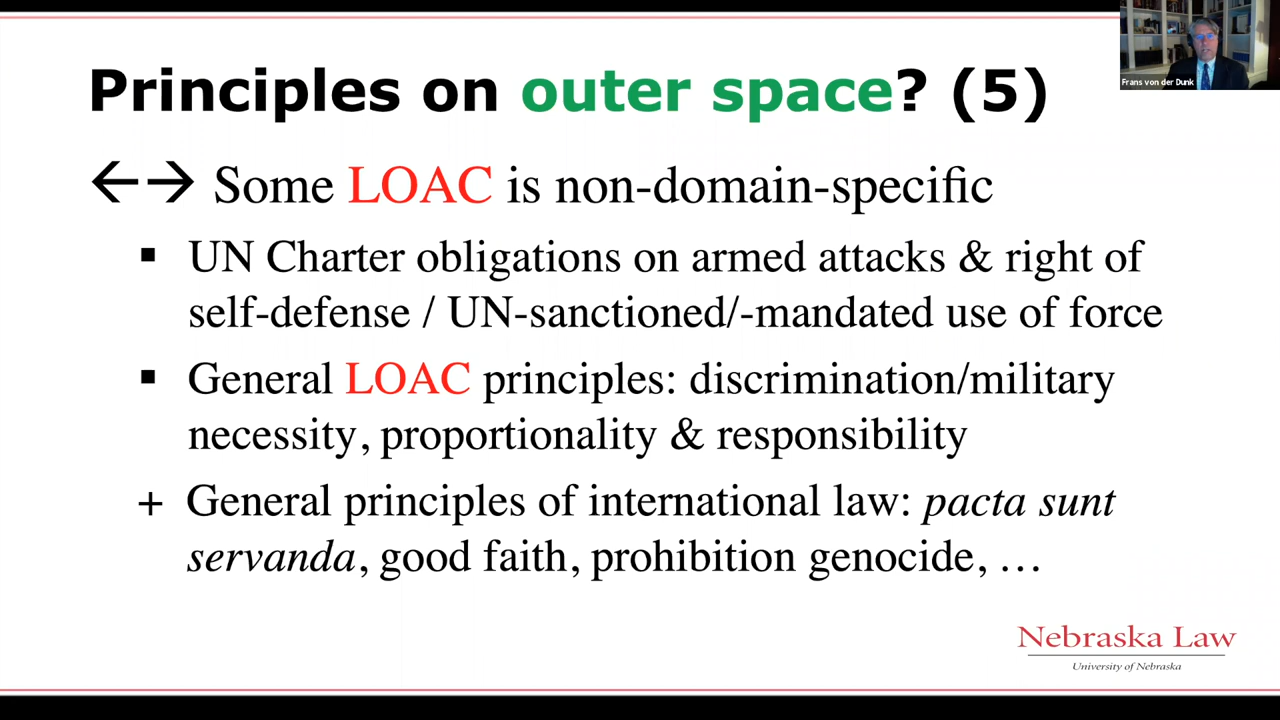 Principles on outer space? (5)
Frans von der Dunk
←→ Some LOAC is non-domain-specific
▪ UN Charter obligations on armed attacks & right of
self-defense / UN-sanctioned/-mandated use of force
▪ General LOAC principles: discrimination/military
necessity, proportionality & responsibility
+ General principles of international law: pacta sunt
servanda, good faith, prohibition genocide, …
Nebraska Law
University of Nebraska